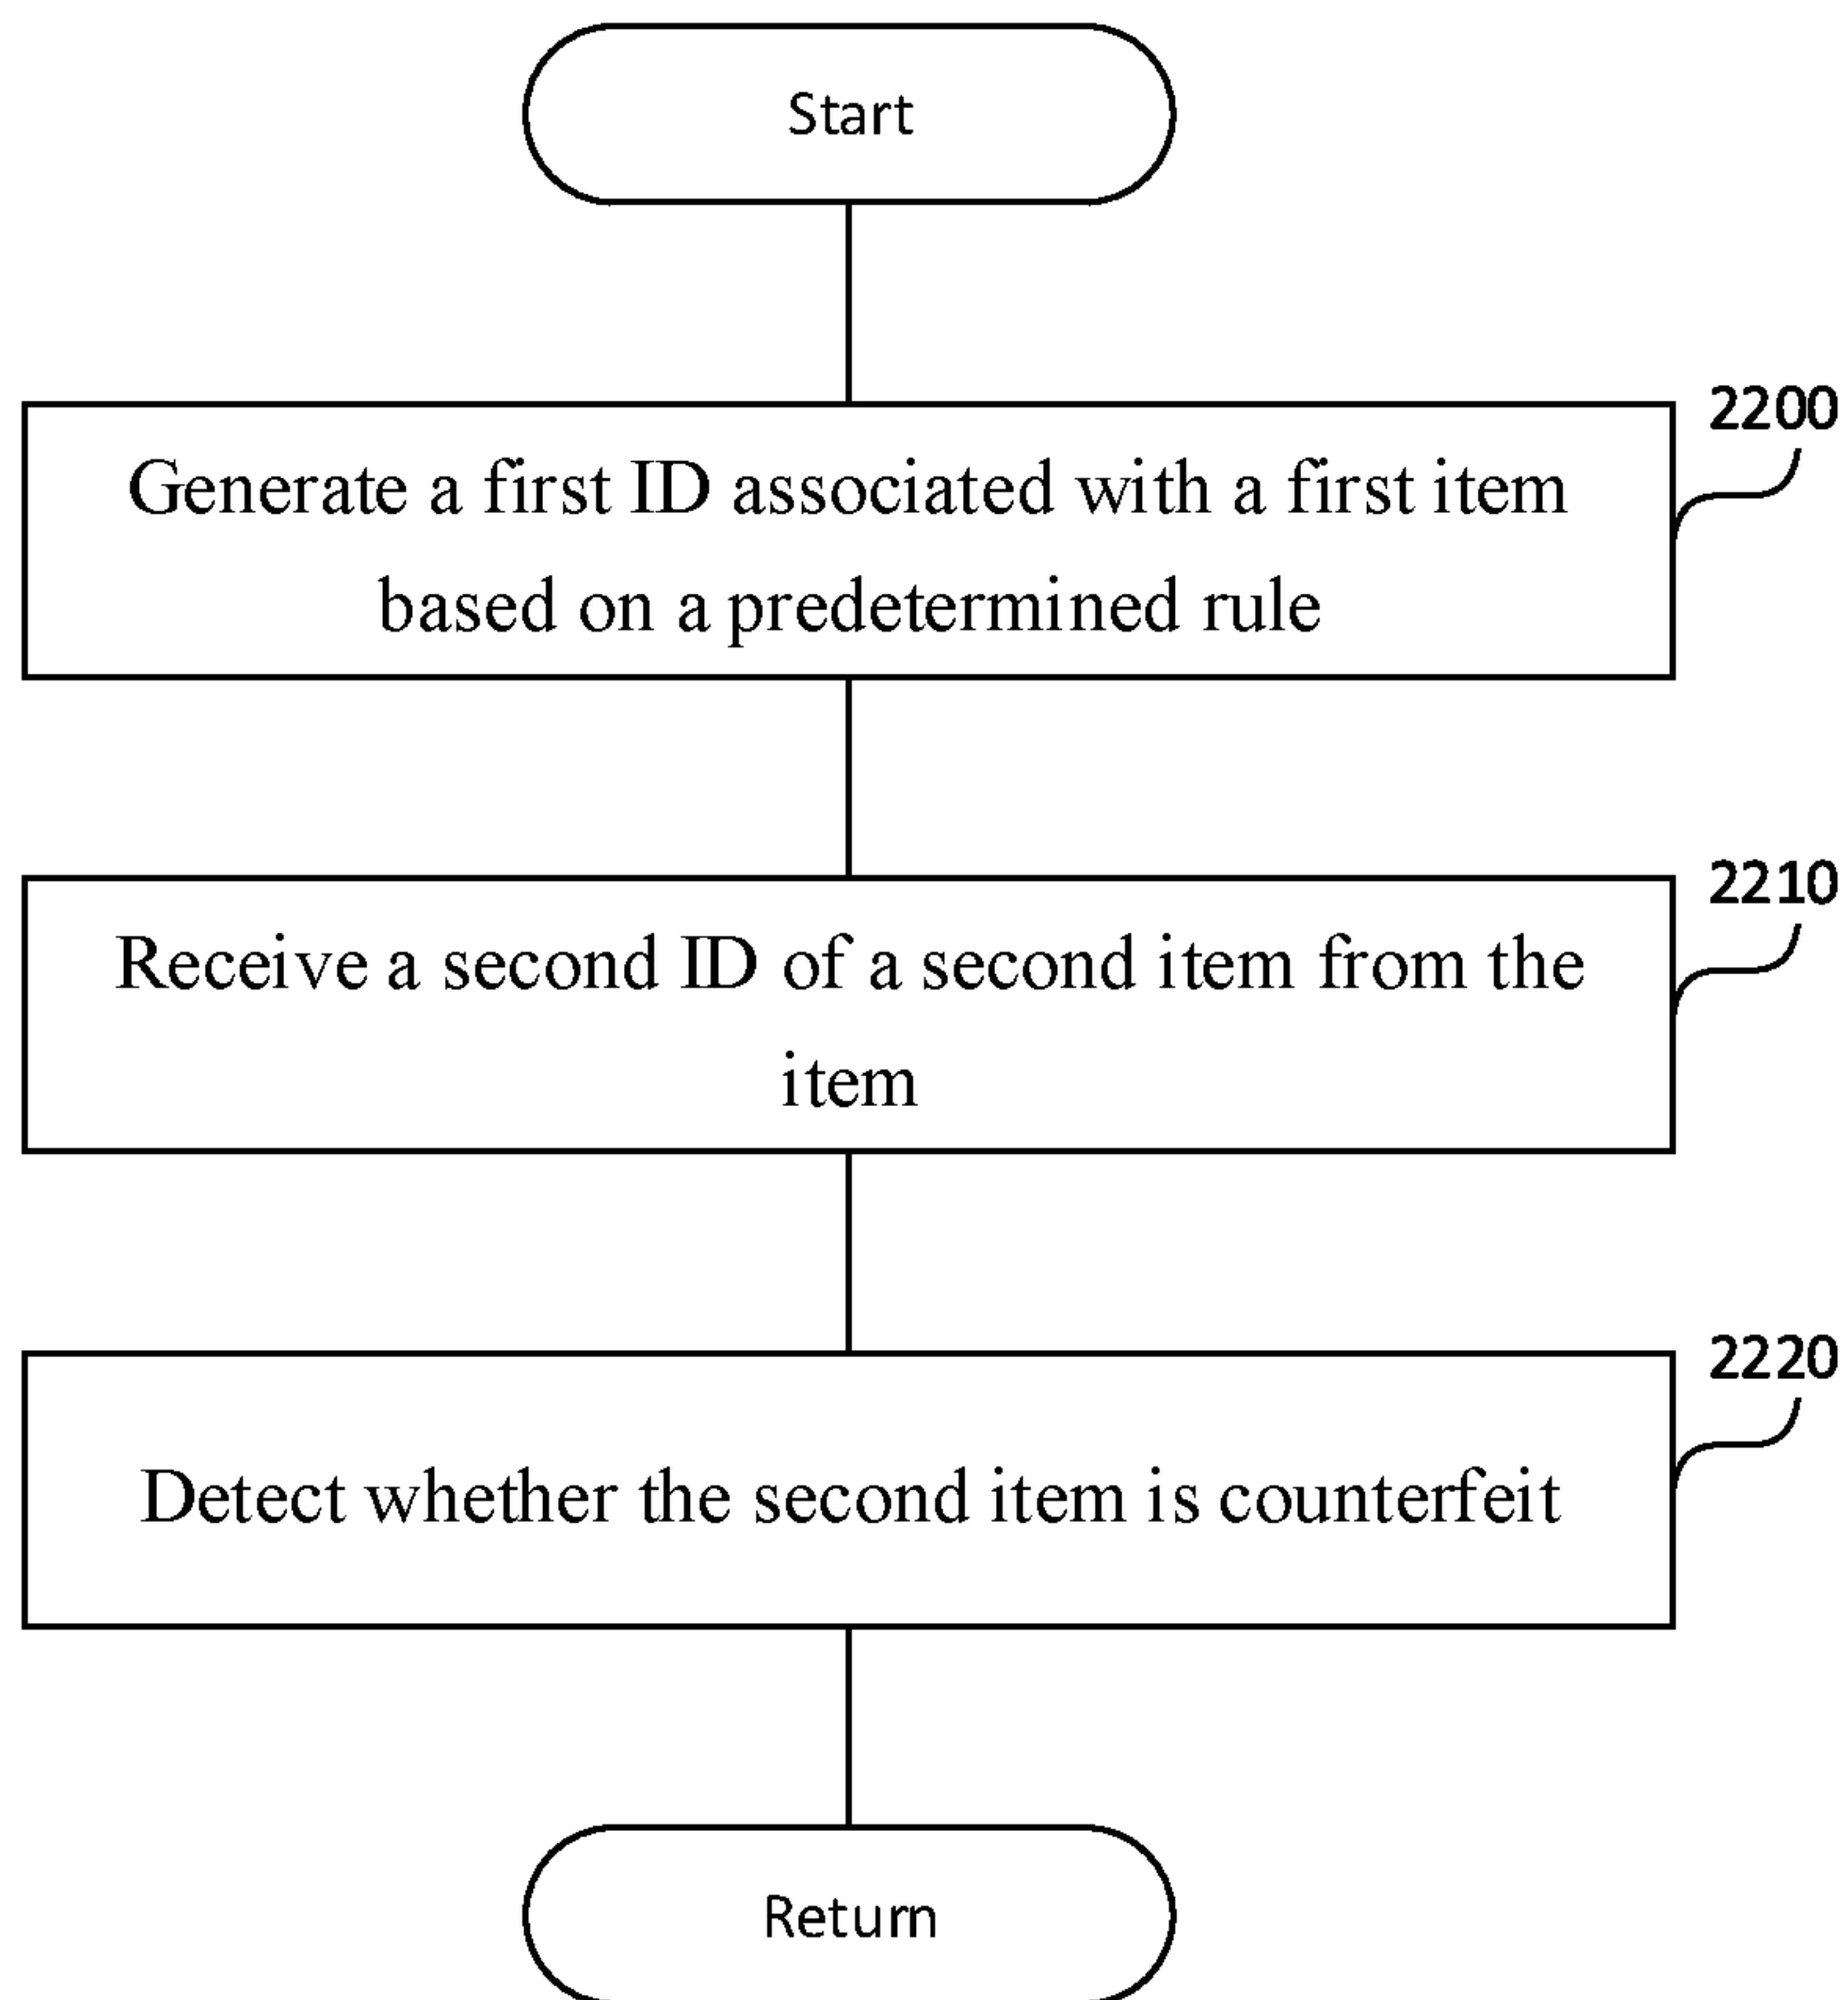 Start
2200
Generate a first ID associated with a first item
based on a predetermined rule
2210
Receive a second ID of a second item from the
item
2220
Detect whether the second item is counterfeit
Return